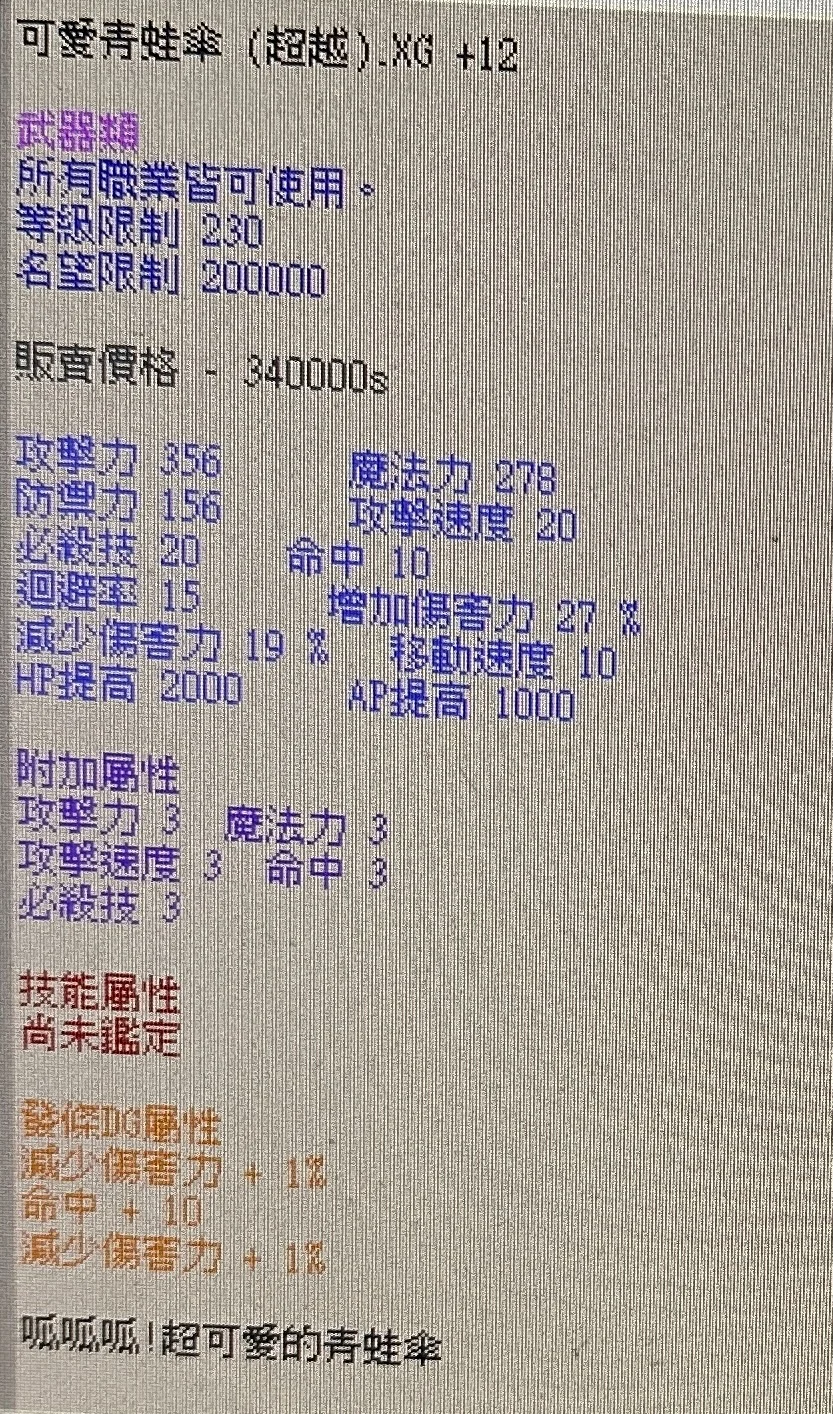 可愛青蛙傘 (超越).XG +12
武器類
所有職業皆可使用。
等級限制 230
名望限制 200000
販賣價格 - 340000s
攻擊力 356 魔法力 278
防禦力 156 攻擊速度 20
必殺技 20 命中 10
迴避率 15 增加傷害力 27 %
減少傷害力 19 % 移動速度 10
HP提高 2000 AP提高 1000
附加屬性
攻擊力 3 魔法力 3
攻擊速度 3 命中 3
必殺技 3
技能屬性
尚未鑑定
發條DG屬性
減少傷害力 + 1%
命中 + 10
減少傷害力 + 1%
呱呱呱!超可愛的青蛙傘